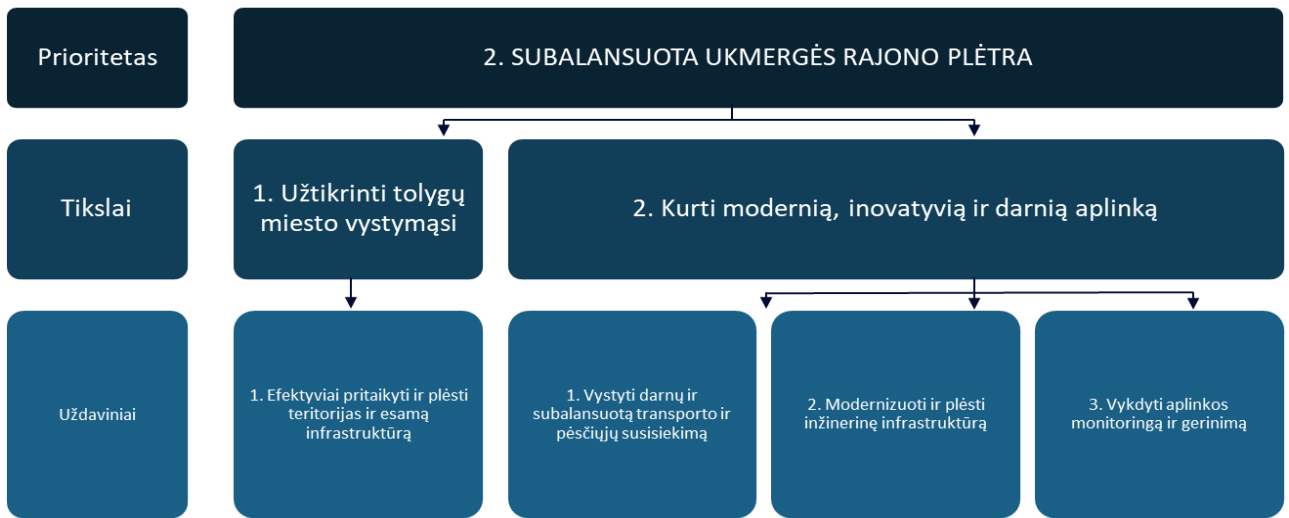 Prioritetas
2. SUBALANSUOTA UKMERGĖS RAJONO PLĖTRA
Tikslai
1. Užtikrinti tolygų
miesto vystymąsi
2. Kurti modernią, inovatyvią ir darnią aplinką
Uždaviniai
1. Efektyviai pritaikyti ir plėsti
teritorijas ir esamą
infrastruktūrą
1. Vystyti darnų ir
subalansuotą transporto ir
pėsčiųjų susisiekimą
2. Modernizuoti ir plėsti
inžinerinę infrastruktūrą
3. Vykdyti aplinkos
monitoringą ir gerinimą